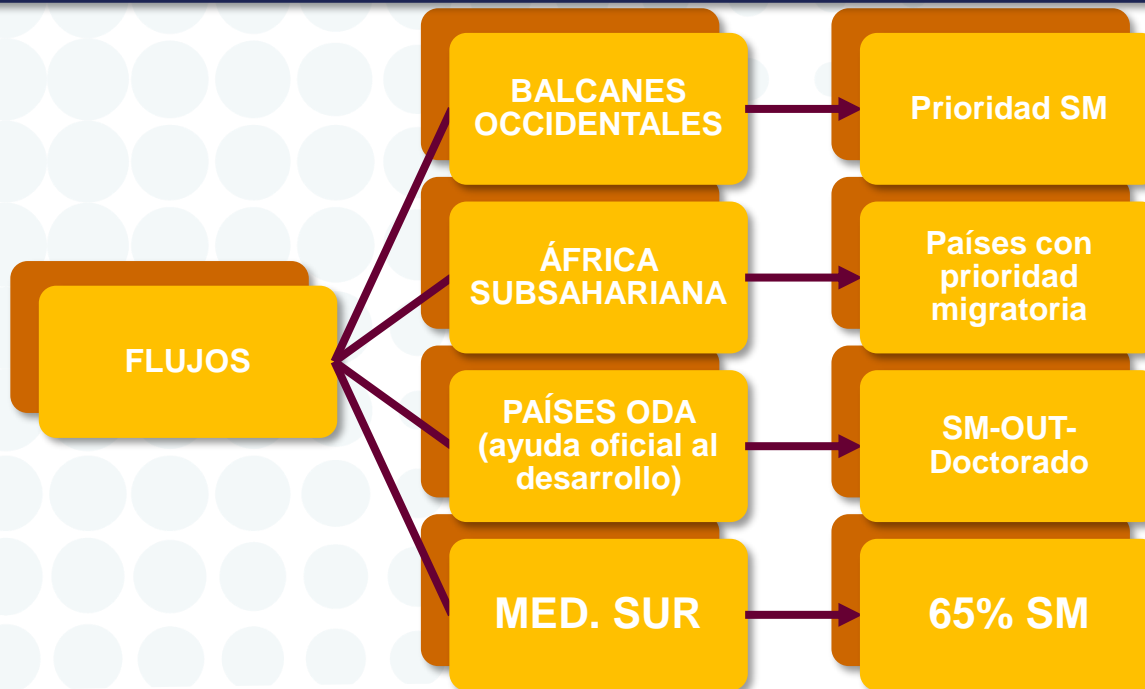 FLUJOS
BALCANES
OCCIDENTALES
Prioridad SM
ÁFRICA
SUBSAHARIANA
Países con
prioridad
migratoria
PAÍSES ODA
(ayuda oficial al
desarrollo)
SM-OUT-
Doctorado
MED. SUR
65% SM